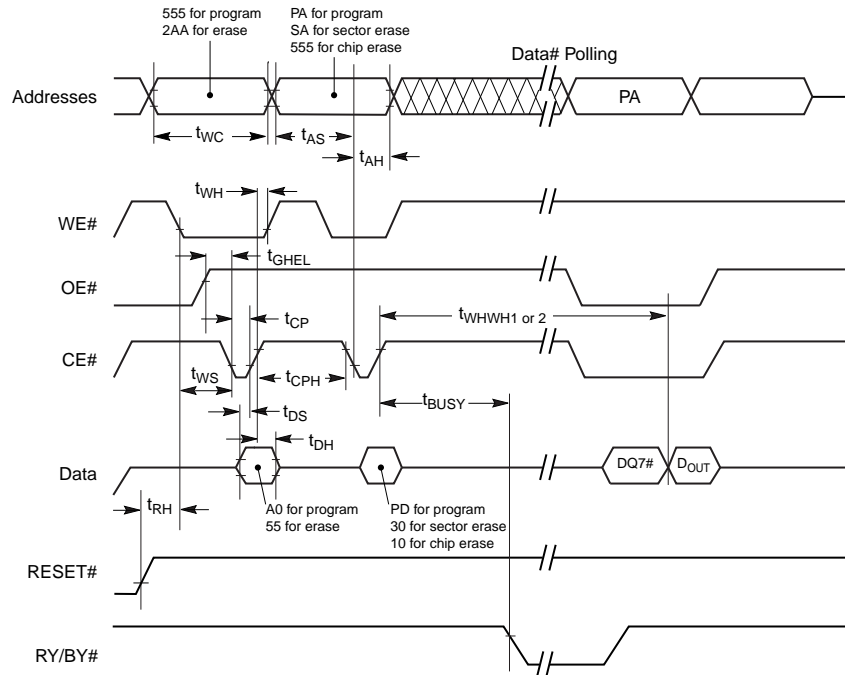 555 for program
2AA for erase
PA for program
SA for sector erase
555 for chip erase
Data# Polling
Addresses
PA
tWC
tAS
tAH
tWH
WE#
tGHEL
OE#
tCP
tWHWH1 or 2
CE#
tWS
tCPH
tBUSY
tDS
tDH
Data
DQ7#
DOUT
tRH
A0 for program
55 for erase
PD for program
30 for sector erase
10 for chip erase
RESET#
RY/BY#